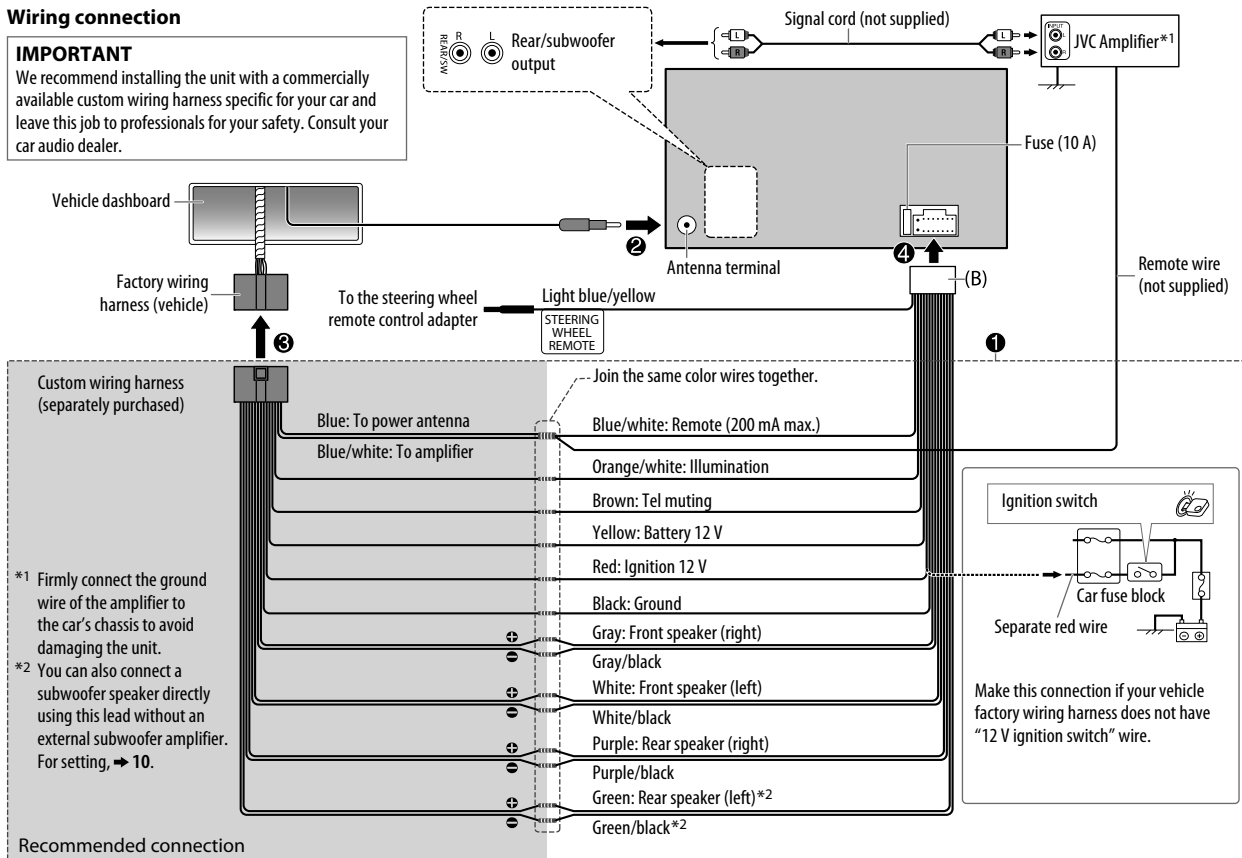 Wiring connection
IMPORTANT
We recommend installing the unit with a commercially
available custom wiring harness specific for your car and
leave this job to professionals for your safety. Consult your
car audio dealer.
REAR/SW
R
L
Rear/subwoofer
output
L
R
Signal cord (not supplied)
L
R
INPUT
L
R
JVC Amplifier*1
Fuse (10 A)
Vehicle dashboard
2
Antenna terminal
4
(B)
Remote wire
(not supplied)
Factory wiring
harness (vehicle)
To the steering wheel
remote control adapter
Light blue/yellow
STEERING
WHEEL
REMOTE
3
1
Custom wiring harness
(separately purchased)
Join the same color wires together.
Blue: To power antenna
Blue/white: To amplifier
Blue/white: Remote (200 mA max.)
Orange/white: Illumination
Brown: Tel muting
Yellow: Battery 12 V
Red: Ignition 12 V
Black: Ground
Gray: Front speaker (right)
Gray/black
White: Front speaker (left)
White/black
Purple: Rear speaker (right)
Purple/black
Green: Rear speaker (left)*2
Green/black*2
*1 Firmly connect the ground
wire of the amplifier to
the car's chassis to avoid
damaging the unit.
*2 You can also connect a
subwoofer speaker directly
using this lead without an
external subwoofer amplifier.
For setting, ➜ 10.
Recommended connection
Ignition switch
Car fuse block
Separate red wire
Make this connection if your vehicle
factory wiring harness does not have
“12 V ignition switch” wire.